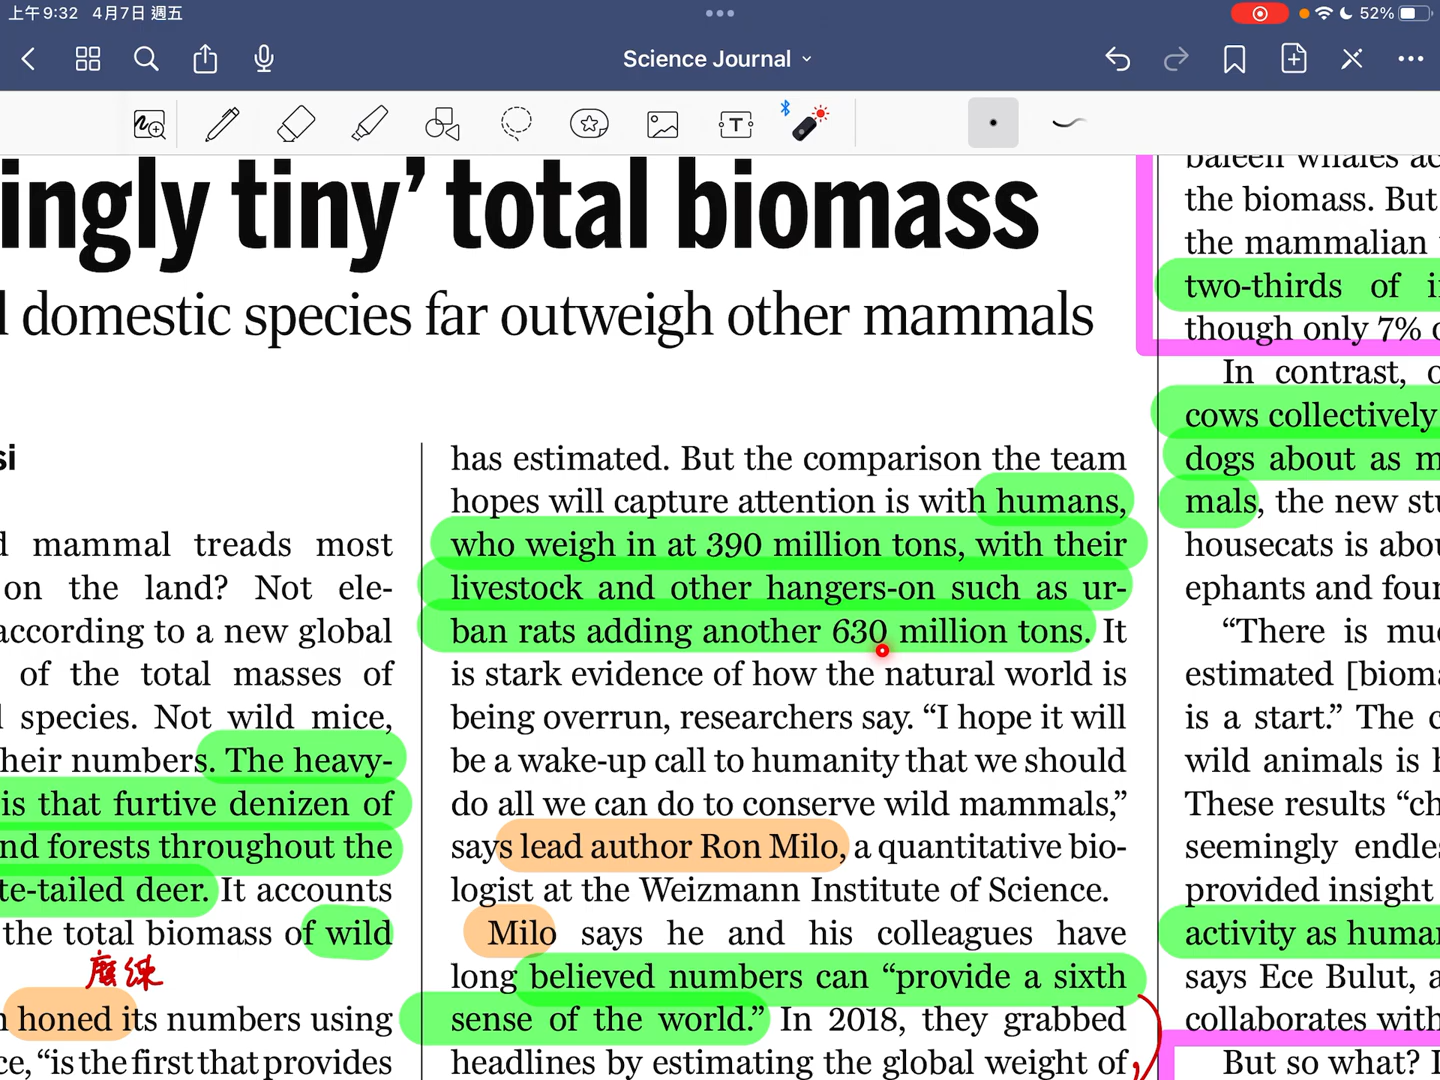 上午9:32 4月7日 週五
52%
Science Journal
T
ingly tiny’ total biomass
domestic species far outweigh other mammals
si
d mammal treads most
on the land? Not ele-
according to a new global
of the total masses of
l species. Not wild mice,
heir numbers. The heavy-
is that furtive denizen of
nd forests throughout the
te-tailed deer. It accounts
the total biomass of wild
磨練
honed its numbers using
ce, “is the first that provides
has estimated. But the comparison the team
hopes will capture attention is with humans,
who weigh in at 390 million tons, with their
livestock and other hangers-on such as ur-
ban rats adding another 630 million tons. It
is stark evidence of how the natural world is
being overrun, researchers say. “I hope it will
be a wake-up call to humanity that we should
do all we can do to conserve wild mammals,”
says lead author Ron Milo, a quantitative bio-
logist at the Weizmann Institute of Science.
Milo says he and his colleagues have
long believed numbers can “provide a sixth
sense of the world.” In 2018, they grabbed
headlines by estimating the global weight of
baleen whales ac
the biomass. But
the mammalian
two-thirds of i
though only 7% o
In contrast, o
cows collectively
dogs about as m
mals, the new stu
housecats is abou
ephants and four
“There is muc
estimated [bioma
is a start.” The c
wild animals is h
These results “ch
seemingly endles
provided insight
activity as huma
says Ece Bulut, a
collaborates with
But so what? I